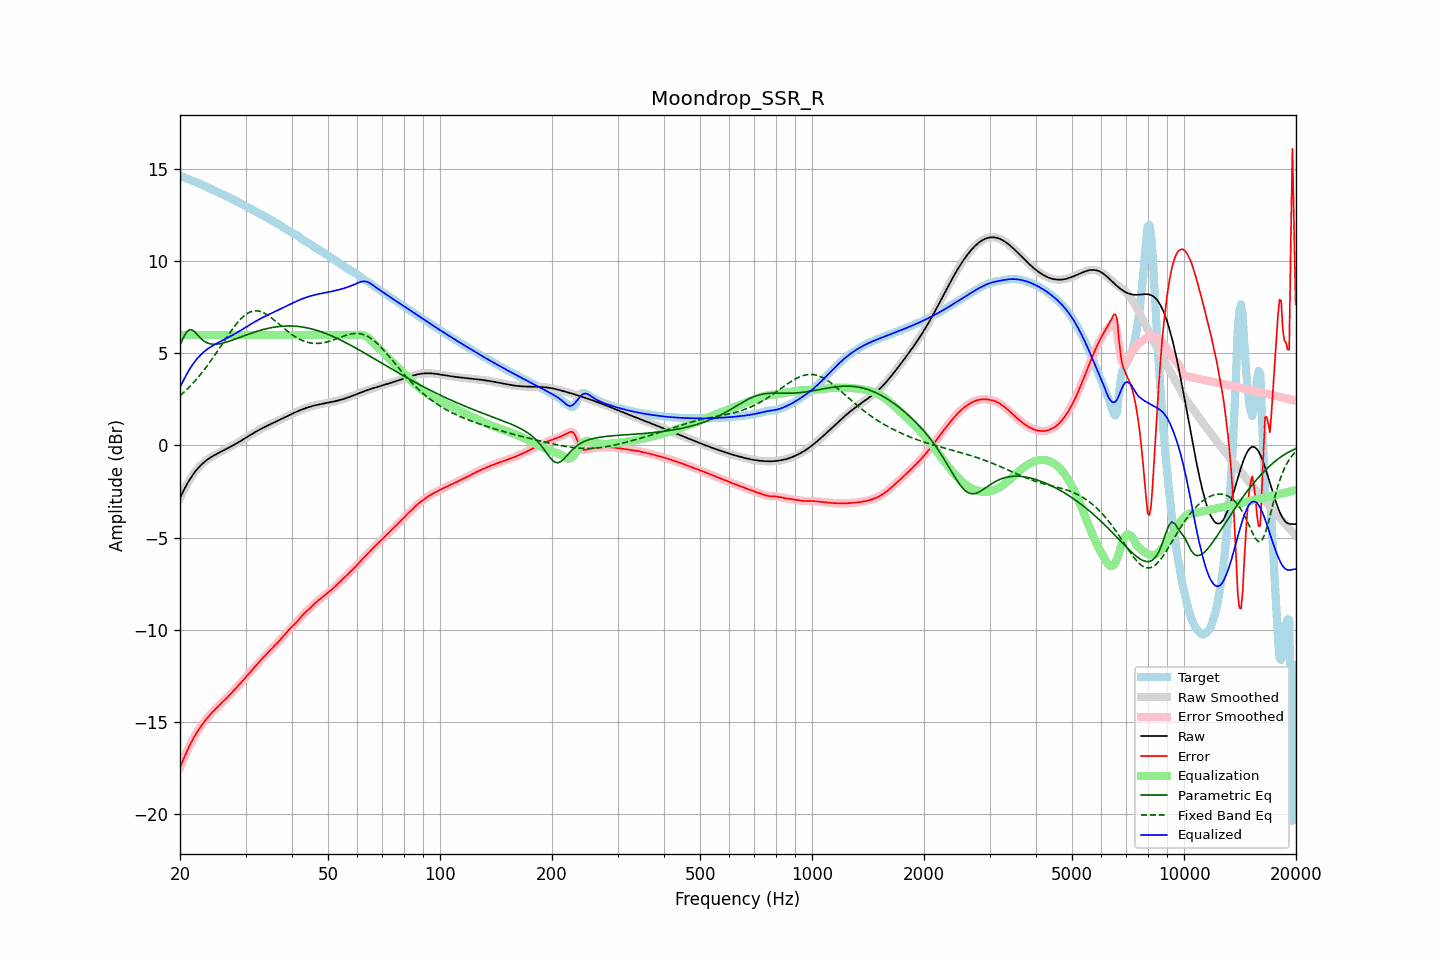 Moondrop_SSR_R
Amplitude (dBr)
15
10
5
0
−5
−10
−15
−20
20
50
100
200
500
1000
2000
5000
10000
20000
Frequency (Hz)
Target
Raw Smoothed
Error Smoothed
Raw
Error
Equalization
Parametric Eq
Fixed Band Eq
Equalized